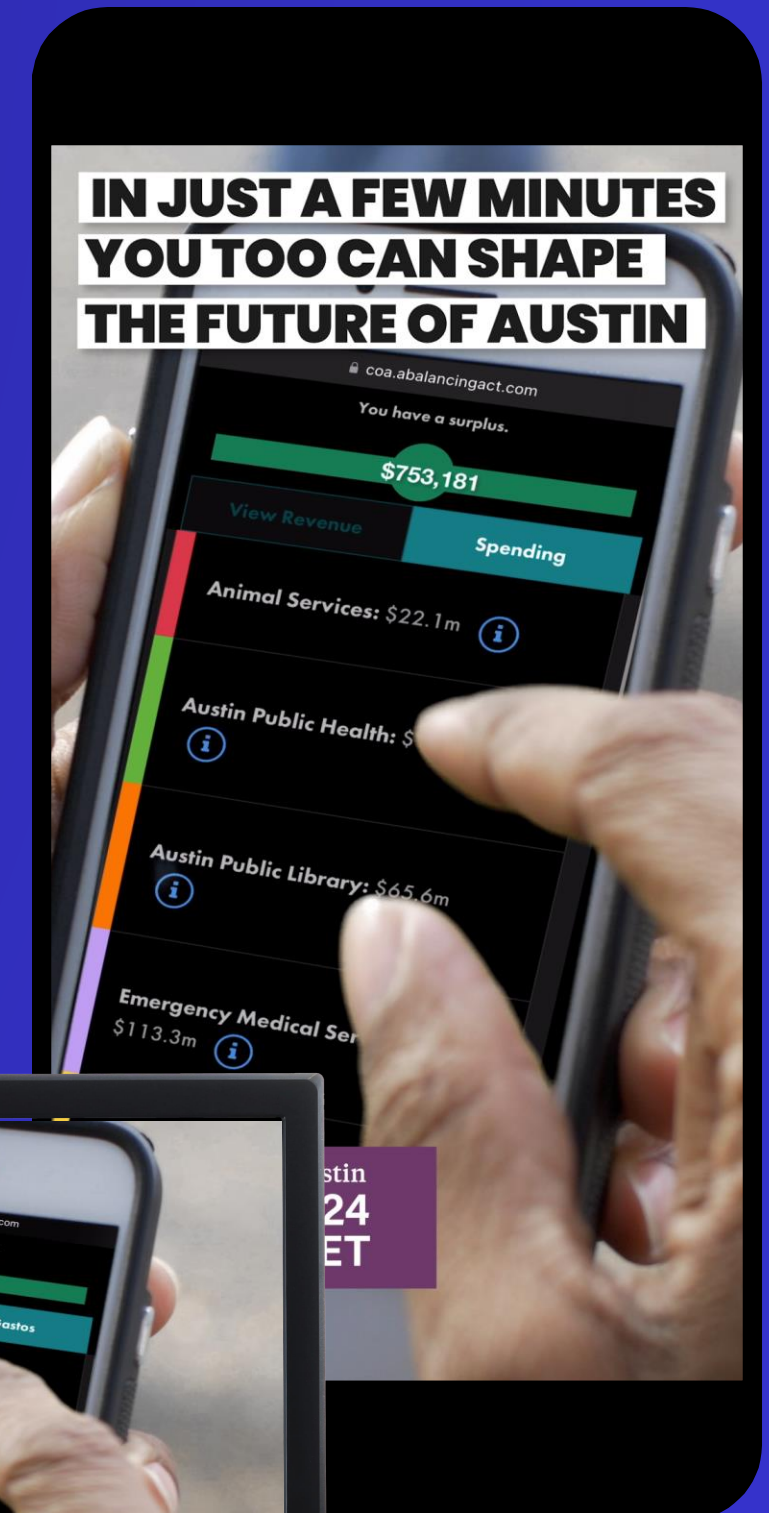 IN JUST A FEW MINUTES
YOU TOO CAN SHAPE
THE FUTURE OF AUSTIN
coa.abalancingact.com
You have a surplus.
$753,181
View Revenue
Spending
Animal Services: $22.1m
Austin Public Health: $
Austin Public Library: $65.6m
Emergency Medical Ser
$113.3m
stin
24
ET
com
astos